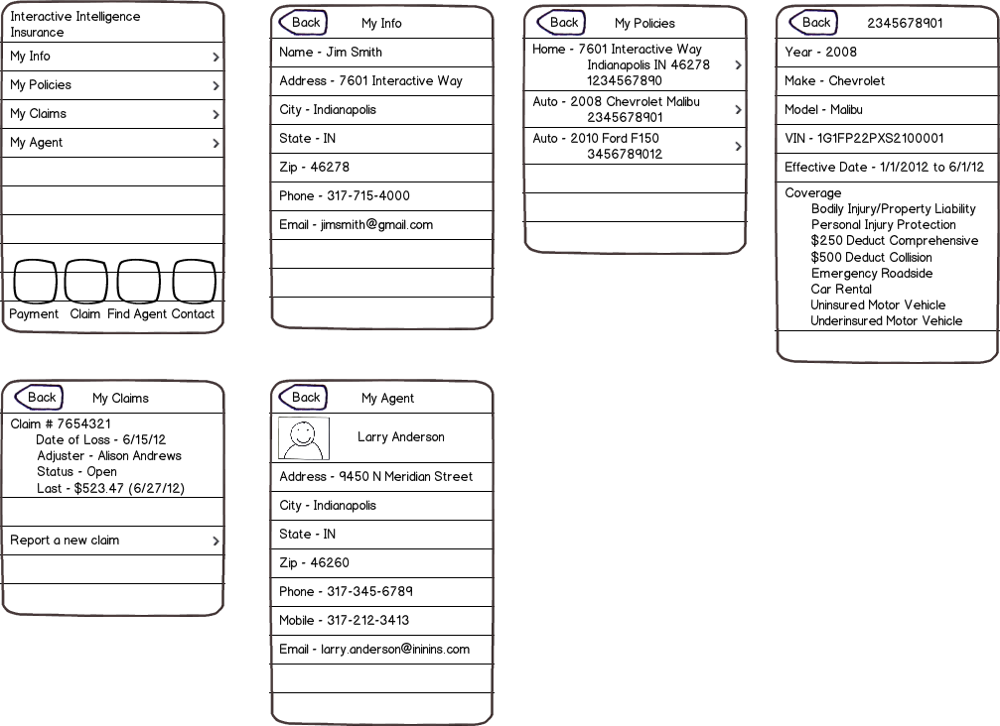 Interactive Intelligence
Insurance
My Info
My Policies
My Claims
My Agent
Payment Claim Find Agent Contact
Back My Info
Name - Jim Smith
Address - 7601 Interactive Way
City - Indianapolis
State - IN
Zip - 46278
Phone - 317-715-4000
Email - jimsmith@gmail.com
Back My Policies
Home - 7601 Interactive Way
Indianapolis IN 46278
1234567890
Auto - 2008 Chevrolet Malibu
2345678901
Auto - 2010 Ford F150
3456789012
Back 2345678901
Year - 2008
Make - Chevrolet
Model - Malibu
VIN - 1G1FP22PXS2100001
Effective Date - 1/1/2012 to 6/1/12
Coverage
Bodily Injury/Property Liability
Personal Injury Protection
$250 Deduct Comprehensive
$500 Deduct Collision
Emergency Roadside
Car Rental
Uninsured Motor Vehicle
Underinsured Motor Vehicle
Back My Claims
Claim # 7654321
Date of Loss - 6/15/12
Adjuster - Alison Andrews
Status - Open
Last - $523.47 (6/27/12)
Report a new claim
Back My Agent
Larry Anderson
Address - 9450 N Meridian Street
City - Indianapolis
State - IN
Zip - 46260
Phone - 317-345-6789
Mobile - 317-212-3413
Email - larry.anderson@ininins.com